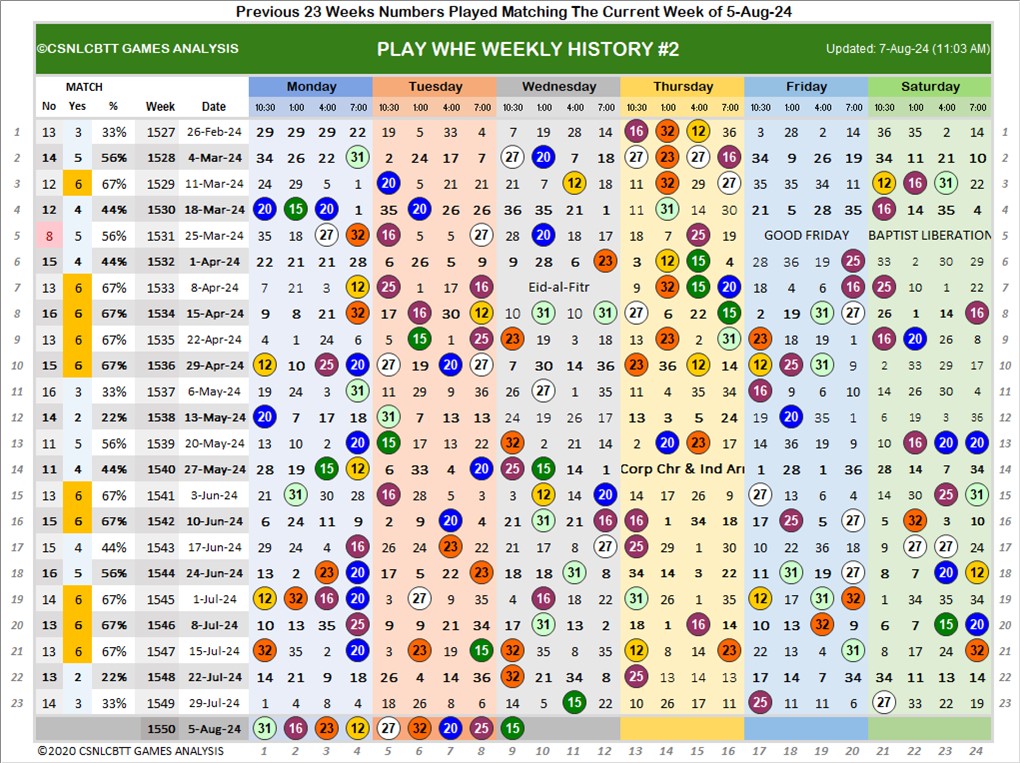 Previous 23 Weeks Numbers Played Matching The Current Week of 5-Aug-24
©CSNLCBTT GAMES ANALYSIS PLAY WHE WEEKLY HISTORY #2 Updated: 7-Aug-24 (11:03 AM)
MATCH Monday Tuesday Wednesday Thursday Friday Saturday
No Yes % Week Date 10:30 1:00 4:00 7:00 10:30 1:00 4:00 7:00 10:30 1:00 4:00 7:00 10:30 1:00 4:00 7:00 10:30 1:00 4:00 7:00 10:30 1:00 4:00 7:00
1 13 3 33% 1527 26-Feb-24 29 29 29 22 19 5 33 4 7 19 28 14 16 32 12 36 3 28 2 14 36 35 2 14 1
2 14 5 56% 1528 4-Mar-24 34 26 22 31 2 24 17 7 27 20 7 18 27 23 27 16 34 9 26 19 34 11 21 10 2
3 12 6 67% 1529 11-Mar-24 24 29 5 1 20 5 21 21 21 7 12 18 11 32 29 27 35 35 34 11 12 16 31 22 3
4 12 4 44% 1530 18-Mar-24 20 15 20 1 35 20 26 26 36 35 21 1 11 31 14 30 21 5 28 35 16 14 35 4 4
5 8 5 56% 1531 25-Mar-24 35 18 27 32 16 5 5 27 28 20 18 17 18 7 15 19 GOOD FRIDAY BAPTIST LIBERATION 5
6 15 4 44% 1532 1-Apr-24 22 21 21 28 6 26 5 9 9 28 6 23 3 12 15 4 28 36 19 25 33 2 30 29 6
7 13 6 67% 1533 8-Apr-24 7 21 3 12 25 1 17 16 Eid-al-Fitr 9 32 15 20 18 4 6 16 25 10 1 22 7
8 16 6 67% 1534 15-Apr-24 9 8 21 32 17 16 30 12 10 31 10 31 27 6 22 15 2 19 31 27 26 1 14 16 8
9 13 6 67% 1535 22-Apr-24 4 1 24 6 5 15 1 25 23 19 3 18 13 23 2 31 23 18 19 1 16 20 26 8 9
10 15 6 67% 1536 29-Apr-24 12 10 25 20 27 19 20 27 7 30 14 36 23 36 12 14 12 25 31 9 2 33 29 17 10
11 16 3 33% 1537 6-May-24 19 24 3 31 11 29 9 36 26 27 1 35 11 4 35 34 16 9 6 10 14 26 30 4 11
12 14 2 22% 1538 13-May-24 20 7 17 18 31 7 13 13 24 19 26 17 13 3 5 24 19 20 35 1 6 19 3 36 12
13 11 5 56% 1539 20-May-24 13 10 2 20 15 17 13 22 32 2 21 14 2 20 23 17 14 36 19 9 10 16 20 20 13
14 11 4 44% 1540 27-May-24 28 19 15 12 6 33 4 20 25 15 14 1 Corp Chr & Ind Arr 1 28 1 36 28 14 7 34 14
15 13 6 67% 1541 3-Jun-24 21 31 30 28 16 28 5 3 3 12 14 20 14 17 26 9 27 13 6 4 14 30 25 31 15
16 15 6 67% 1542 10-Jun-24 6 24 11 9 2 9 20 4 21 31 21 16 16 1 34 18 17 25 5 27 5 32 3 10 16
17 15 4 44% 1543 17-Jun-24 29 24 4 16 26 24 23 22 21 17 8 27 25 29 1 30 10 22 36 18 22 27 27 24 17
18 16 5 56% 1544 24-Jun-24 13 2 23 20 17 5 22 23 18 18 31 8 34 14 3 22 11 31 19 27 8 7 20 12 18
19 14 6 67% 1545 1-Jul-24 12 32 16 20 3 27 9 35 4 16 18 22 31 26 1 35 12 17 31 32 1 34 35 34 19
20 13 6 67% 1546 8-Jul-24 10 13 35 25 9 9 21 34 17 31 13 2 18 1 16 14 10 13 32 9 6 7 15 20 20
21 13 6 67% 1547 15-Jul-24 32 35 2 20 3 23 19 15 32 35 8 35 12 8 14 23 22 13 4 31 8 17 24 32 21
22 13 2 22% 1548 22-Jul-24 14 21 9 18 26 4 14 36 32 21 34 8 25 14 13 13 17 14 7 34 34 11 13 14 22
23 14 3 33% 1549 29-Jul-24 1 4 8 4 18 26 8 6 14 5 15 22 10 26 17 11 25 11 11 6 27 33 22 19 23
1550 5-Aug-24 31 16 23 12 27 32 20 25 15
©2020 CSNLCBTT GAMES ANALYSIS 1 2 3 4 5 6 7 8 9 10 11 12 13 14 15 16 17 18 19 20 21 22 23 24